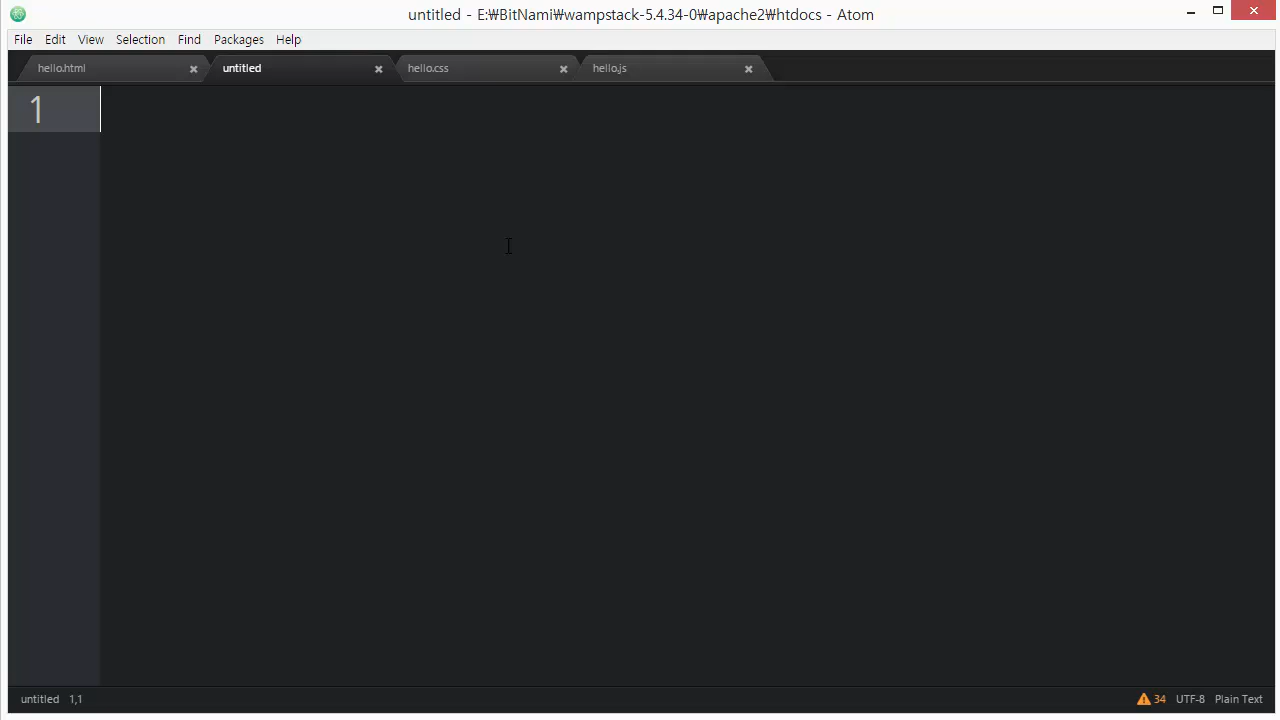 untitled - E:₩BitNami₩wampstack-5.4.34-0₩apache2₩htdocs - Atom
File Edit View Selection Find Packages Help
hello.html untitled hello.css hello.js
1
untitled 1,1 34 UTF-8 Plain Text